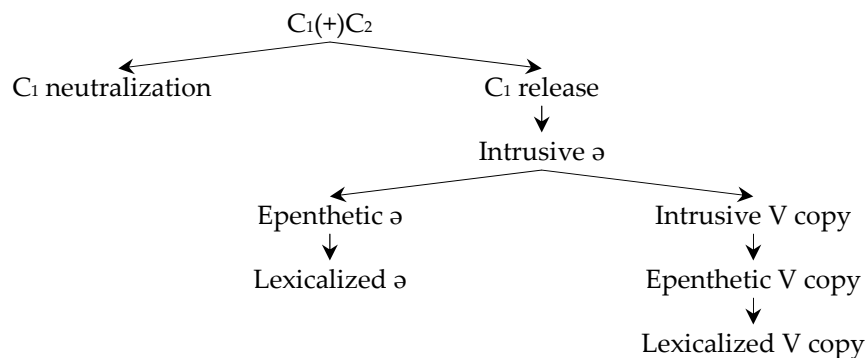 C₁(+)C₂
C₁ neutralization C₁ release
Intrusive ə
Epenthetic ə Intrusive V copy
Lexicalized ə Epenthetic V copy
Lexicalized V copy